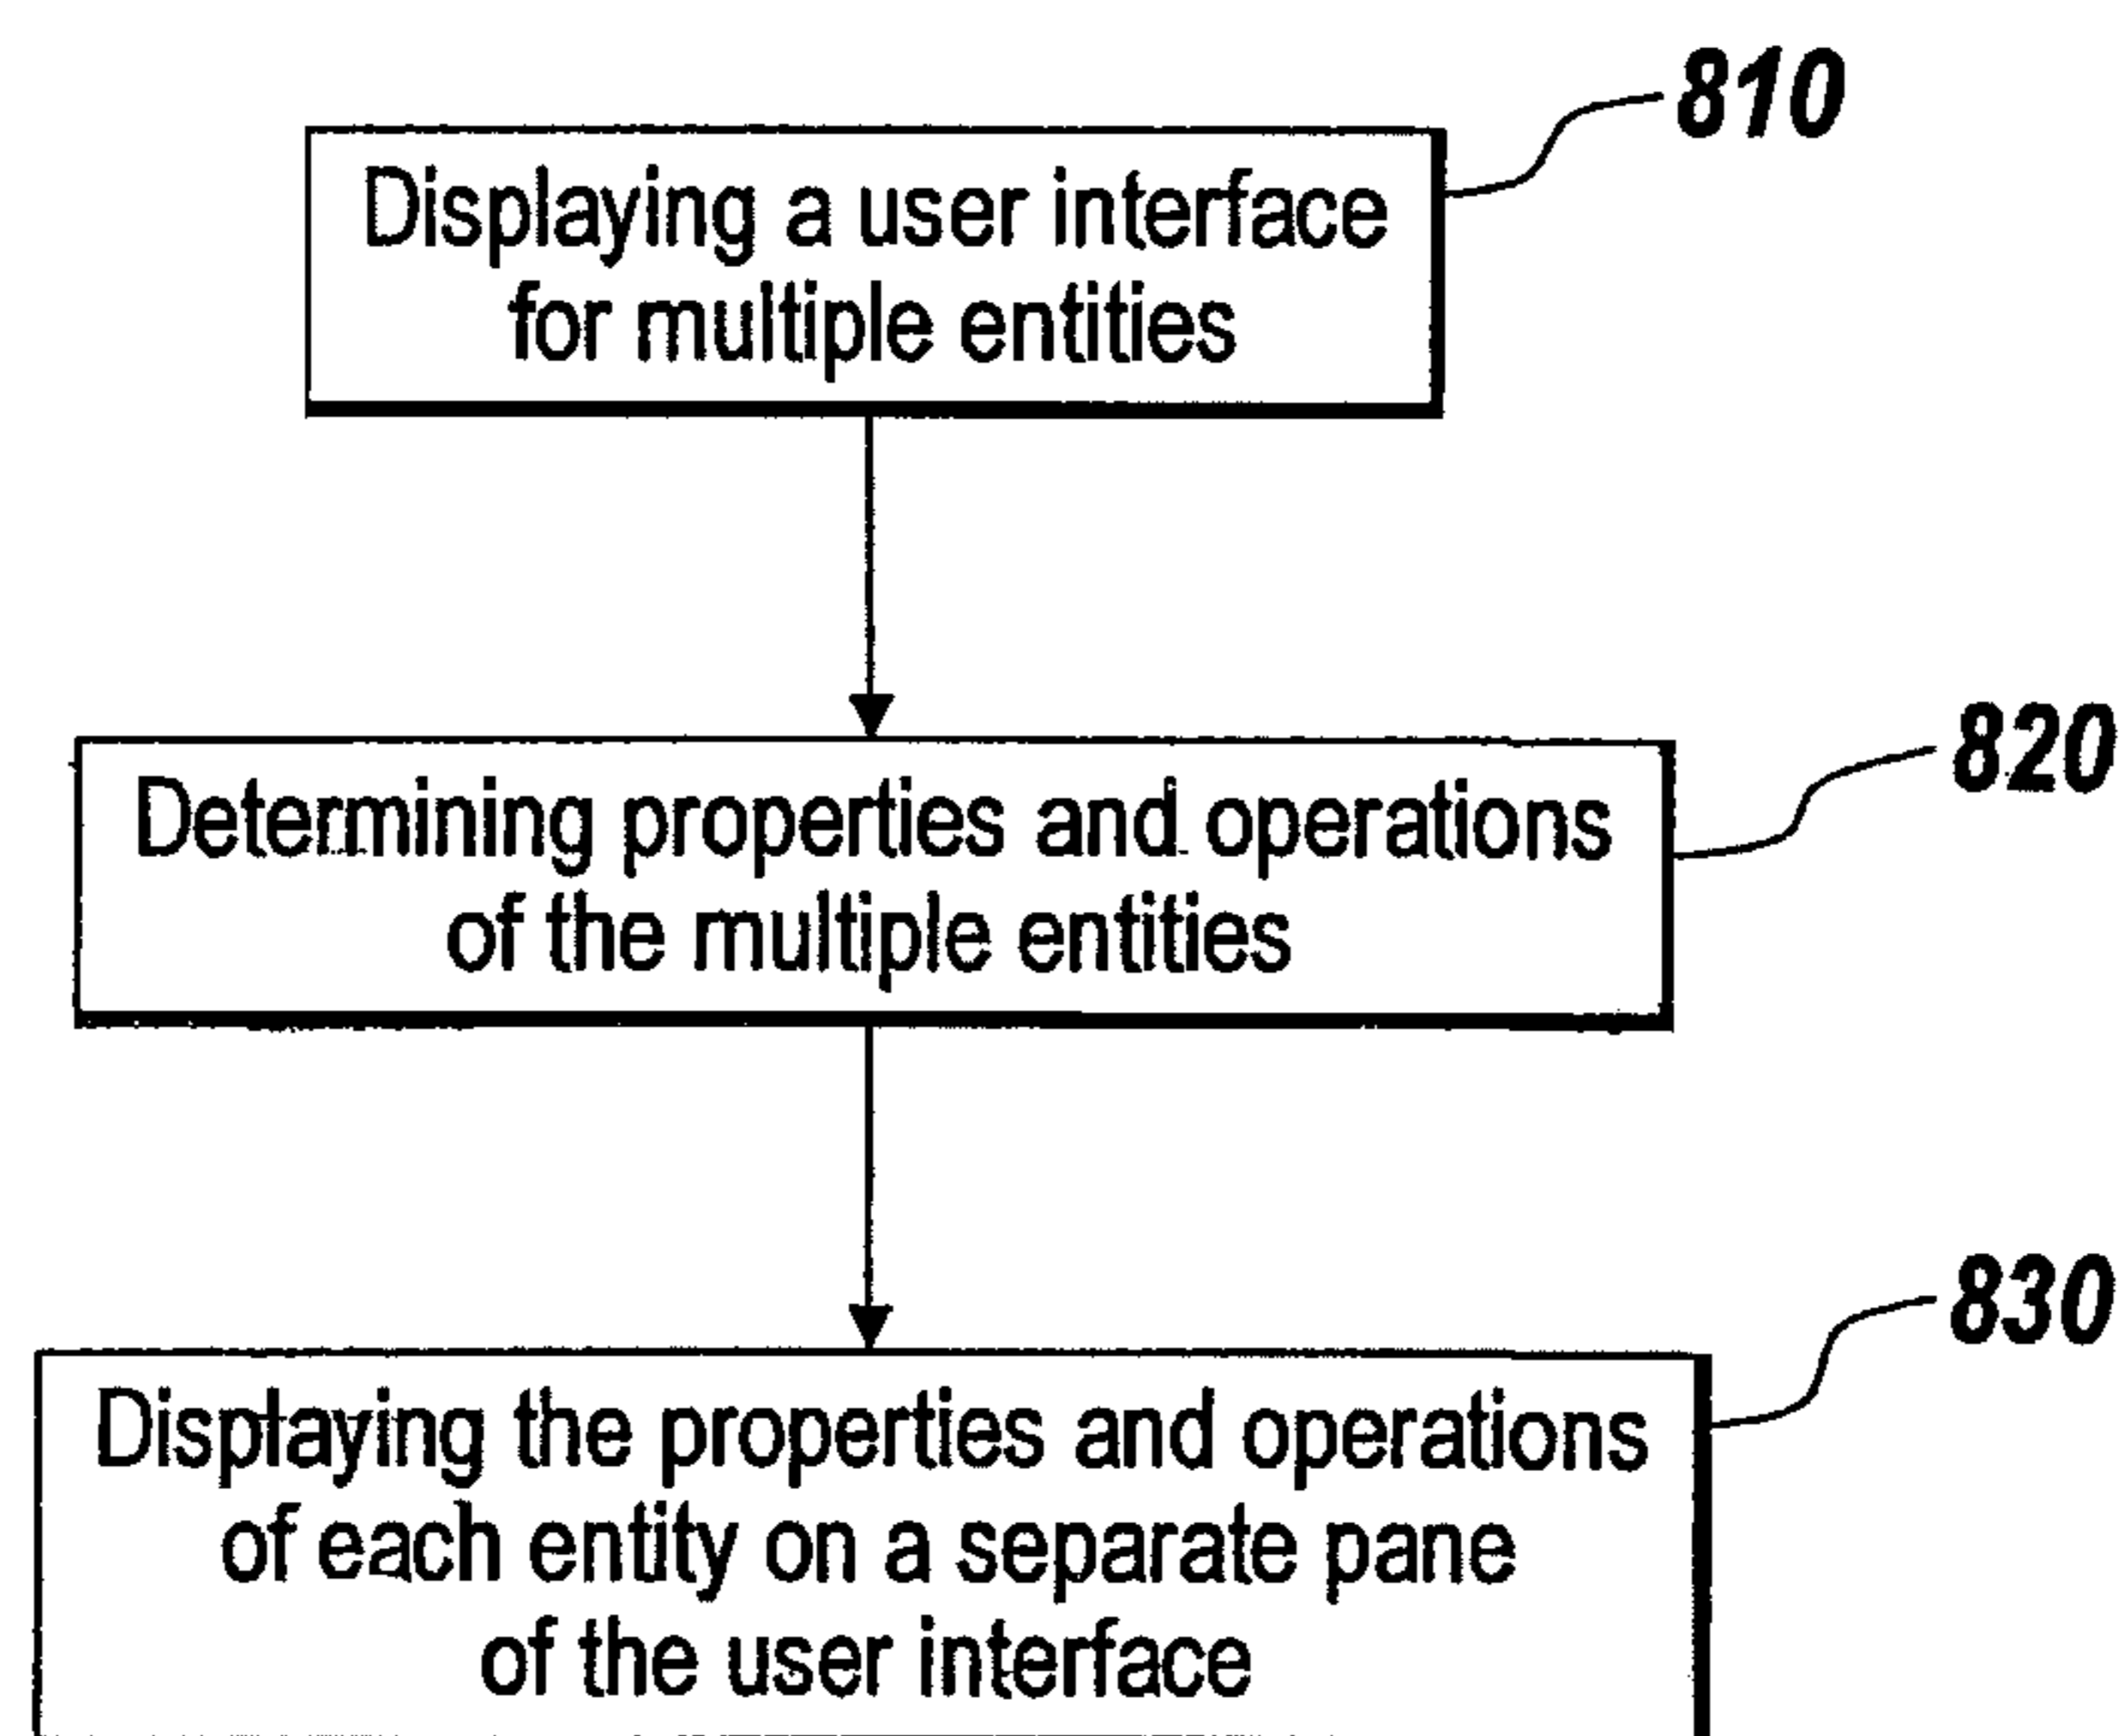 810
Displaying a user interface
for multiple entities
820
Determining properties and operations
of the multiple entities
830
Displaying the properties and operations
of each entity on a separate pane
of the user interface